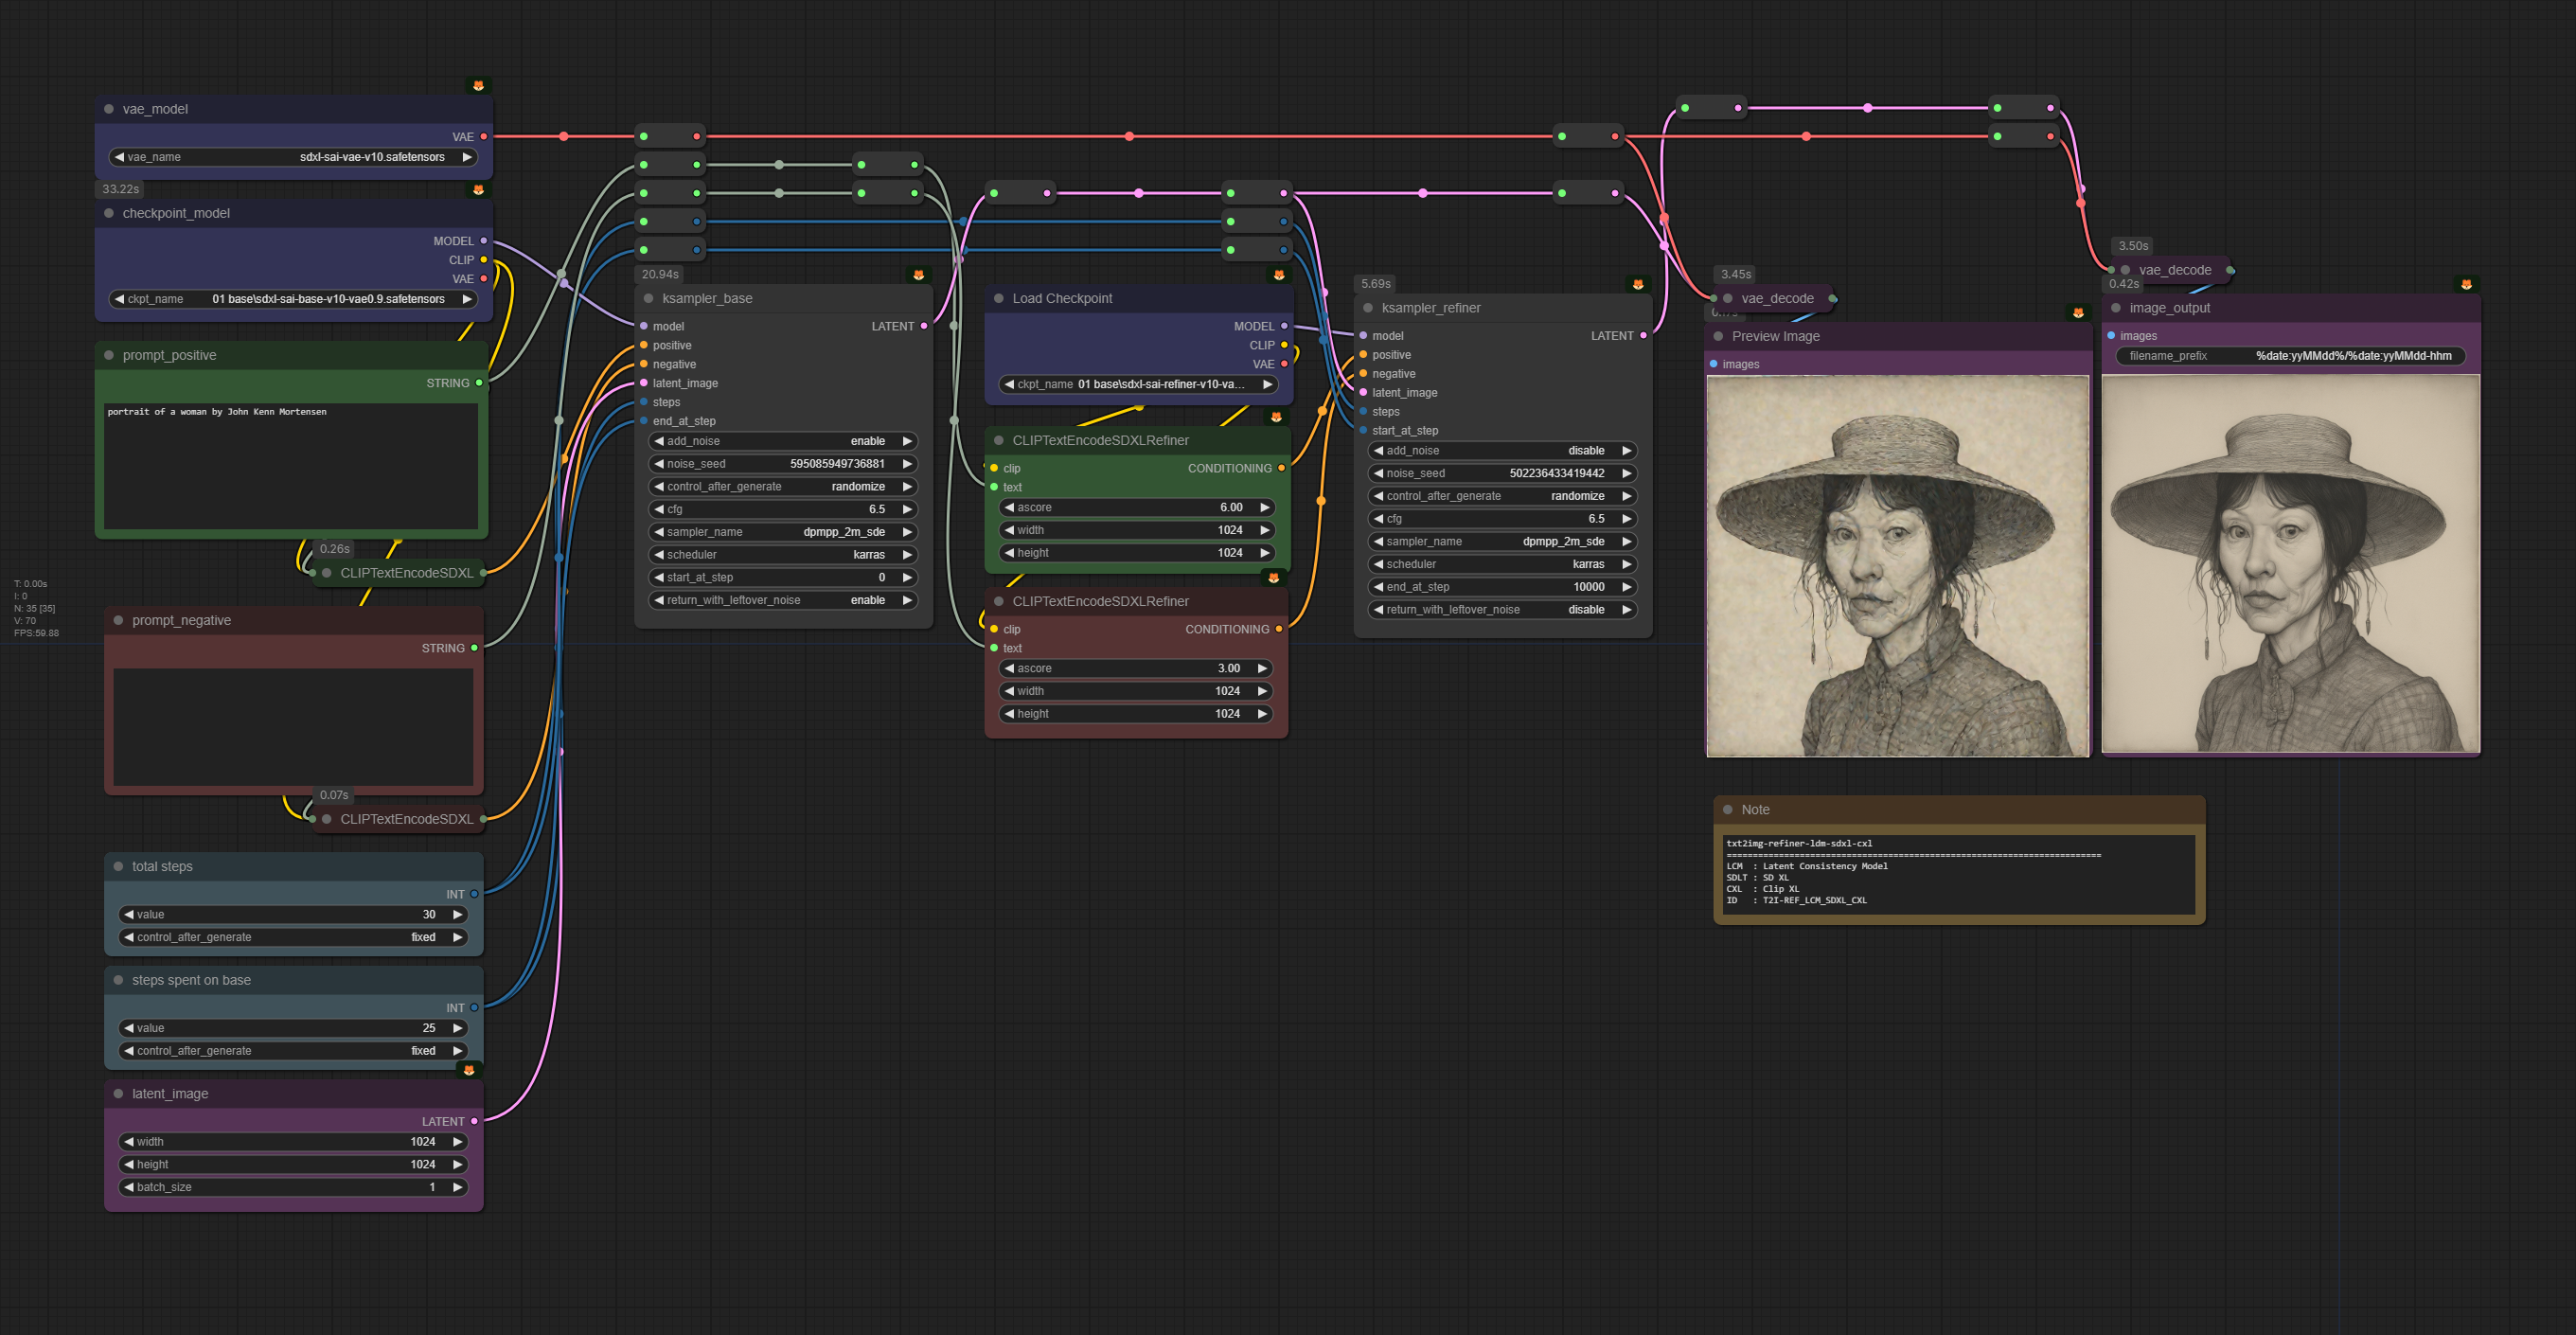 vae_model
VAE
vae_name sdxl-sai-vae-v10.safetensors
33.22s
checkpoint_model
MODEL
CLIP
VAE
ckpt_name 01 base\sdxl-sai-base-v10-vae0.9.safetensors
prompt_positive
STRING
portrait of a woman by John Kenn Mortensen
0.26s
CLIPTextEncodeSDXL
T: 0.00s
I: 0
N: 35 [35]
V: 70
FPS:59.88
prompt_negative
STRING
0.07s
CLIPTextEncodeSDXL
total steps
INT
value 30
control_after_generate fixed
steps spent on base
INT
value 25
control_after_generate fixed
latent_image
LATENT
width 1024
height 1024
batch_size 1
20.94s
ksampler_base
model LATENT
positive
negative
latent_image
steps
end_at_step
add_noise enable
noise_seed 595085949736881
control_after_generate randomize
cfg 6.5
sampler_name dpmpp_2m_sde
scheduler karras
start_at_step 0
return_with_leftover_noise enable
Load Checkpoint
MODEL
CLIP
VAE
ckpt_name 01 base\sdxl-sai-refiner-v10-va...
CLIPTextEncodeSDXLRefiner
clip CONDITIONING
text
ascore 6.00
width 1024
height 1024
CLIPTextEncodeSDXLRefiner
clip CONDITIONING
text
ascore 3.00
width 1024
height 1024
5.69s
ksampler_refiner
model LATENT
positive
negative
latent_image
steps
start_at_step
add_noise disable
noise_seed 502236433419442
control_after_generate randomize
cfg 6.5
sampler_name dpmpp_2m_sde
scheduler karras
end_at_step 10000
return_with_leftover_noise disable
3.45s
vae_decode
Preview Image
images
3.50s
vae_decode
0.42s
image_output
images
filename_prefix %date:yyMMdd%/%date:yyMMdd-hhm
Note
txt2img-refiner-ldm-sdxl-cxl
========================================================================
LCM : Latent Consistency Model
SDLT : SD XL
CXL : Clip XL
ID : T2I-REF_LCM_SDXL_CXL